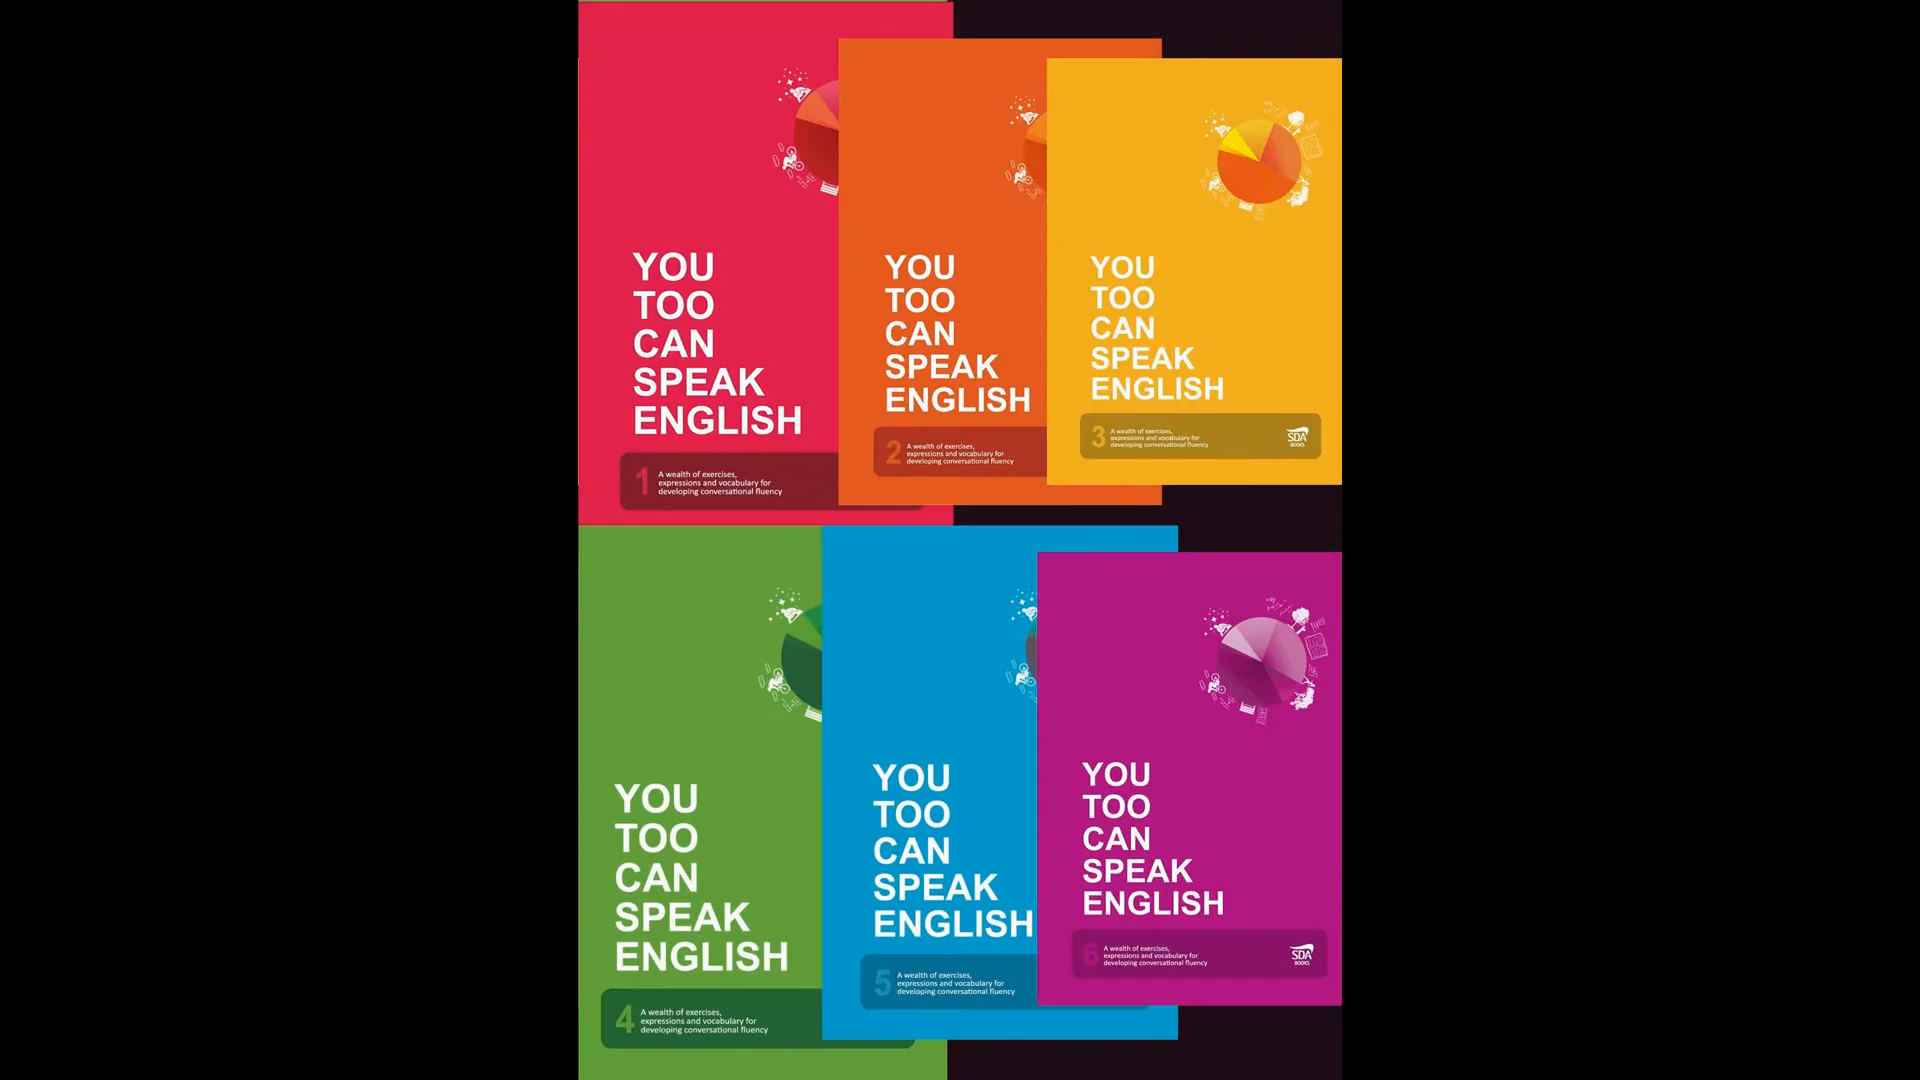 YOU
TOO
CAN
SPEAK
ENGLISH
1
A wealth of exercises,
expressions and vocabulary for
developing conversational fluency
YOU
TOO
CAN
SPEAK
ENGLISH
2
A wealth of exercises,
expressions and vocabulary for
developing conversational fluency
YOU
TOO
CAN
SPEAK
ENGLISH
3
A wealth of exercises,
expressions and vocabulary for
developing conversational fluency
SDA
BOOKS
YOU
TOO
CAN
SPEAK
ENGLISH
4
A wealth of exercises,
expressions and vocabulary for
developing conversational fluency
YOU
TOO
CAN
SPEAK
ENGLISH
5
A wealth of exercises,
expressions and vocabulary for
developing conversational fluency
YOU
TOO
CAN
SPEAK
ENGLISH
6
A wealth of exercises,
expressions and vocabulary for
developing conversational fluency
SDA
BOOKS